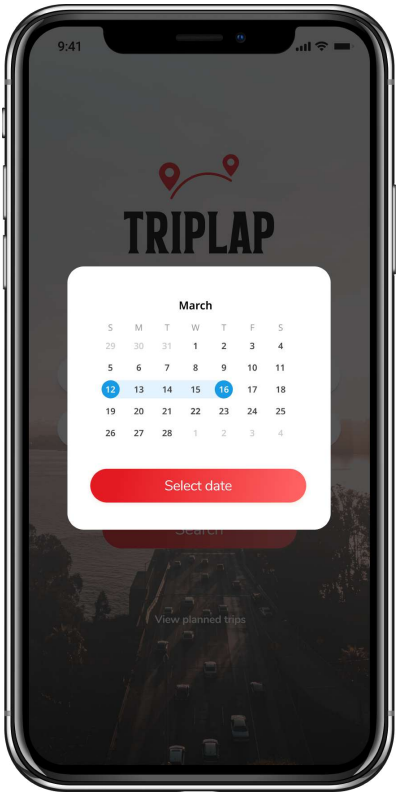 9:41
TRIPLAP
March
S M T W T F S
29 30 31 1 2 3 4
5 6 7 8 9 10 11
12 13 14 15 16 17 18
19 20 21 22 23 24 25
26 27 28 1 2 3 4
Select date
Search
View planned trips